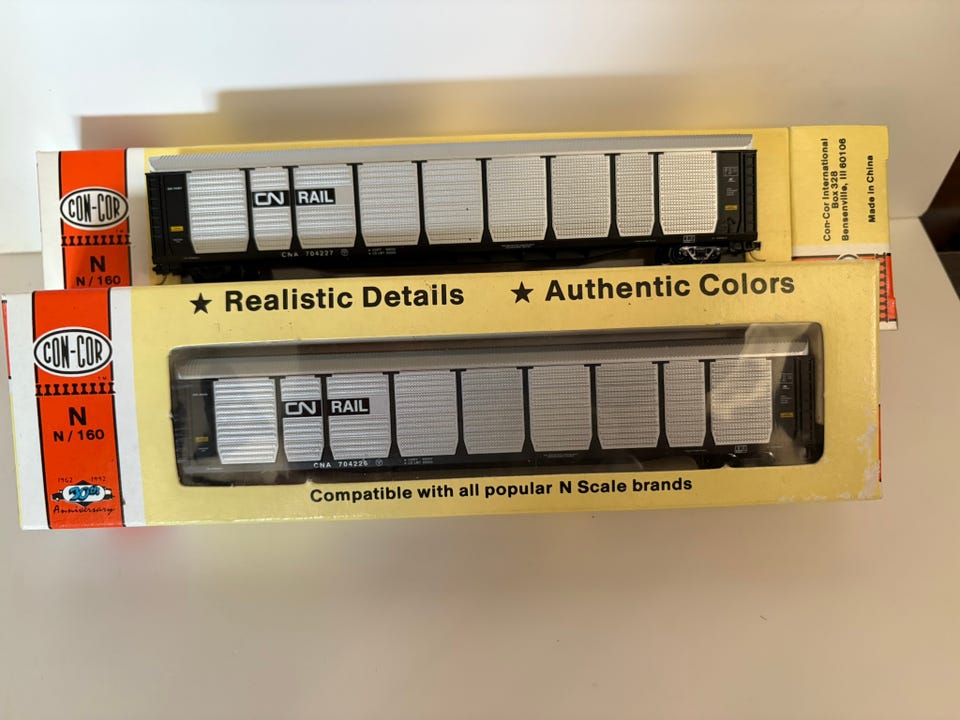 CON-COR
N
N / 160
CN RAIL
CNA 704227
Con-Cor International
Box 328
Bensenville, Ill 60106
Made in China
★ Realistic Details ★ Authentic Colors
CON-COR
TM
N
N / 160
1962 1992
30th
Anniversary
CN RAIL
CNA 704226
Compatible with all popular N Scale brands